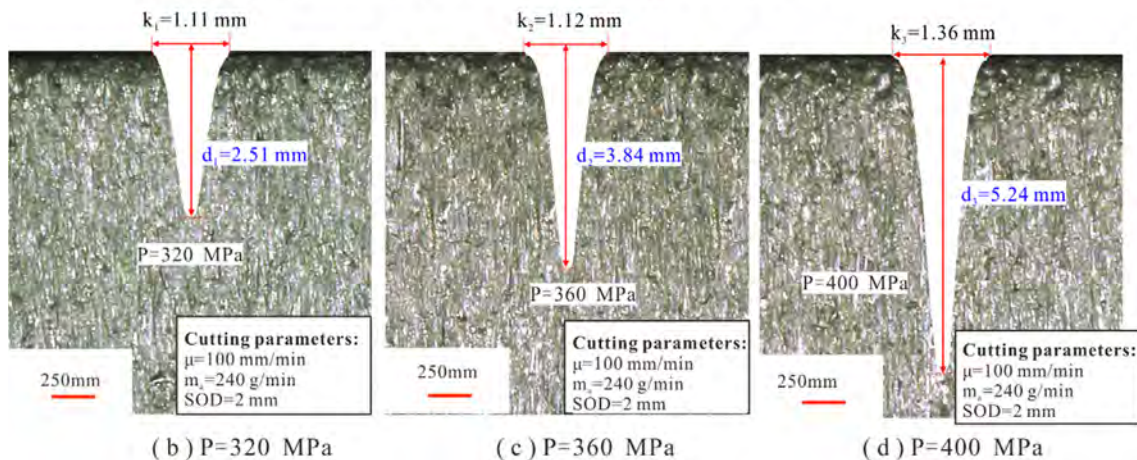 k₁=1.11 mm
d₁=2.51 mm
P=320 MPa
Cutting parameters:
μ=100 mm/min
mₐ=240 g/min
SOD=2 mm
250mm
( b ) P=320 MPa
k₂=1.12 mm
d₂=3.84 mm
P=360 MPa
Cutting parameters:
μ=100 mm/min
mₐ=240 g/min
SOD=2 mm
250mm
( c ) P=360 MPa
k₃=1.36 mm
d₃=5.24 mm
P=400 MPa
Cutting parameters:
μ=100 mm/min
mₐ=240 g/min
SOD=2 mm
250mm
( d ) P=400 MPa